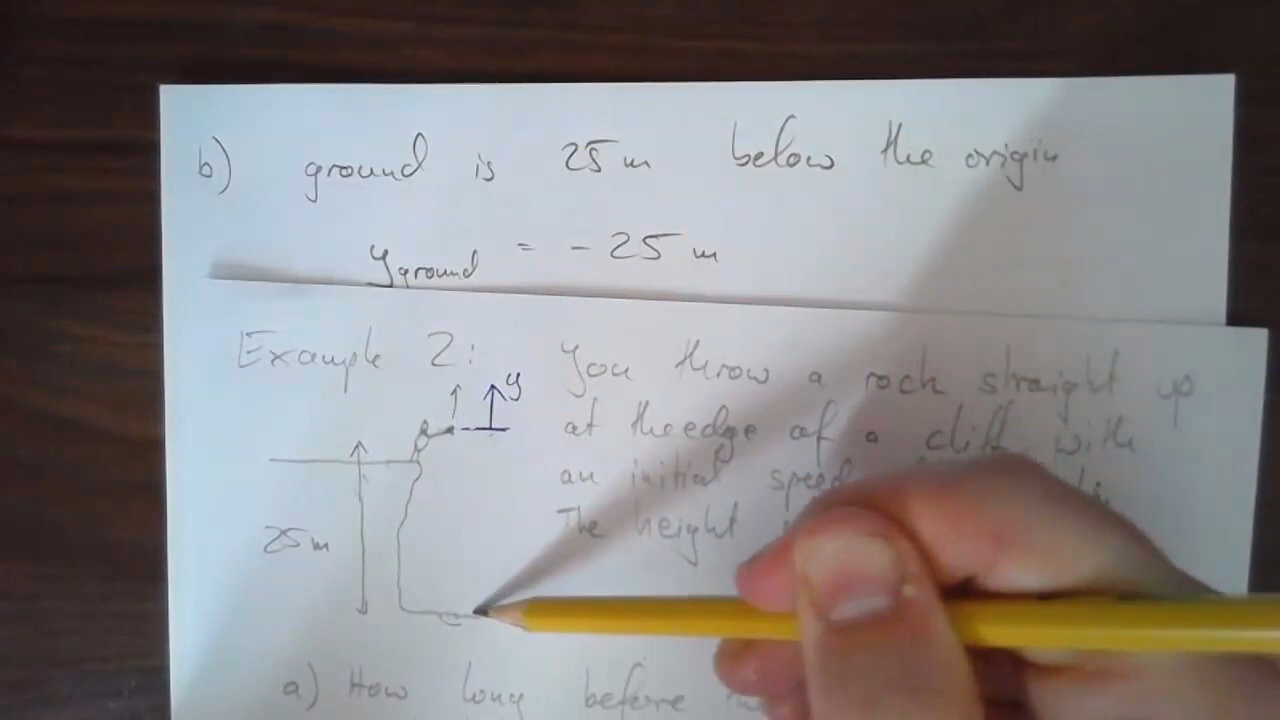 b) ground is 25 m below the origin
y ground = - 25 m
Example 2: You throw a rock straight up
y
at the edge of a cliff with
an initial speed
The height
25 m
a) How long before